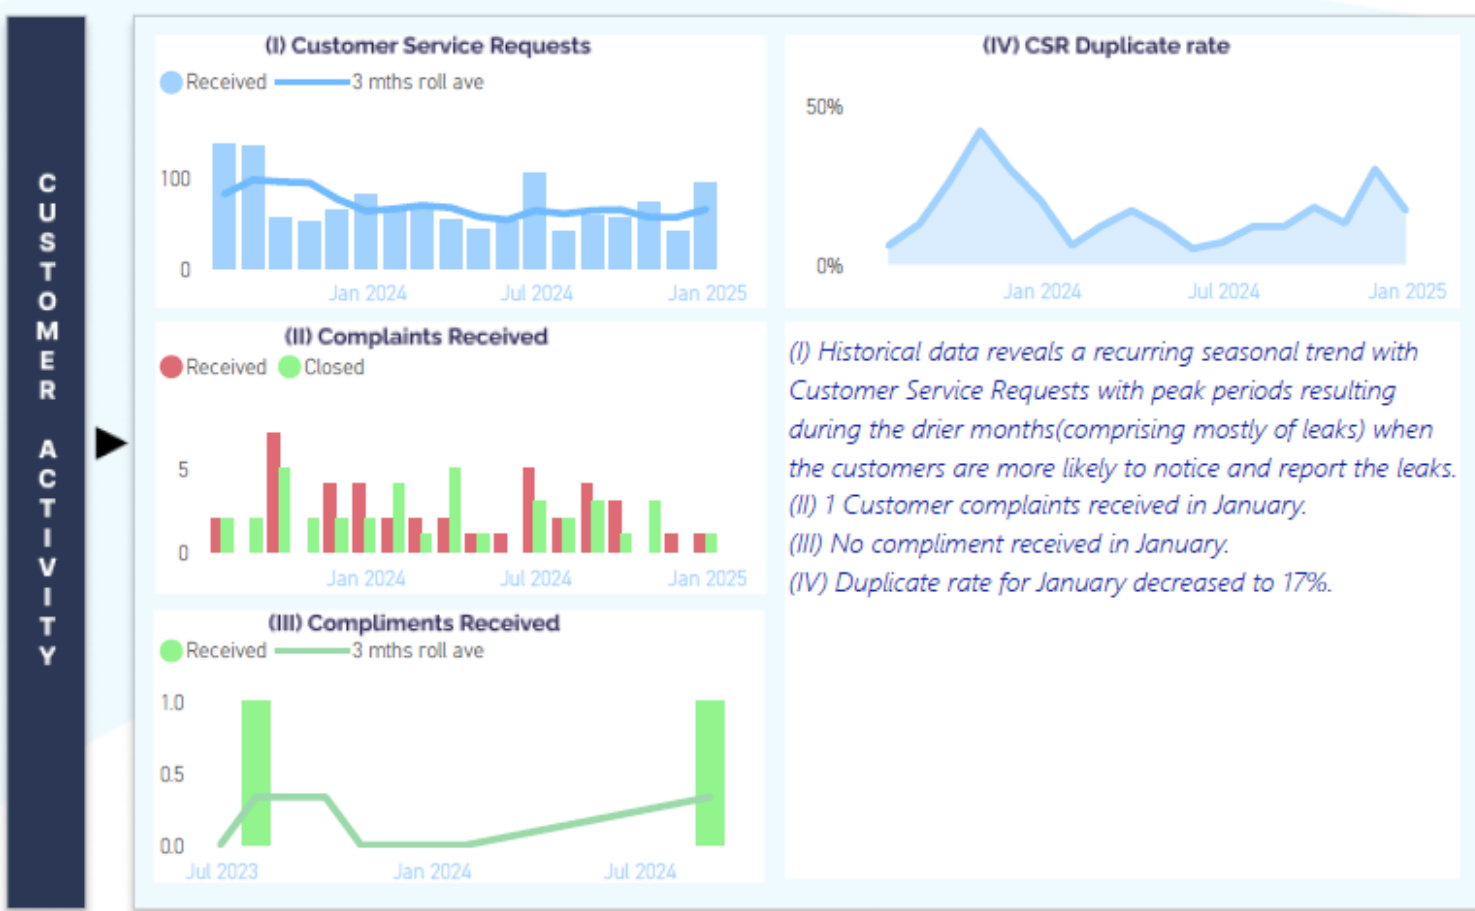 CUSTOMER ACTIVITY
(I) Customer Service Requests
Received 3 mths roll ave
100
0
Jan 2024 Jul 2024 Jan 2025
(II) Complaints Received
Received Closed
5
0
Jan 2024 Jul 2024 Jan 2025
(III) Compliments Received
Received 3 mths roll ave
1.0
0.5
0.0
Jul 2023 Jan 2024 Jul 2024
(IV) CSR Duplicate rate
50%
0%
Jan 2024 Jul 2024 Jan 2025
(I) Historical data reveals a recurring seasonal trend with
Customer Service Requests with peak periods resulting
during the drier months(comprising mostly of leaks) when
the customers are more likely to notice and report the leaks.
(II) 1 Customer complaints received in January.
(III) No compliment received in January.
(IV) Duplicate rate for January decreased to 17%.